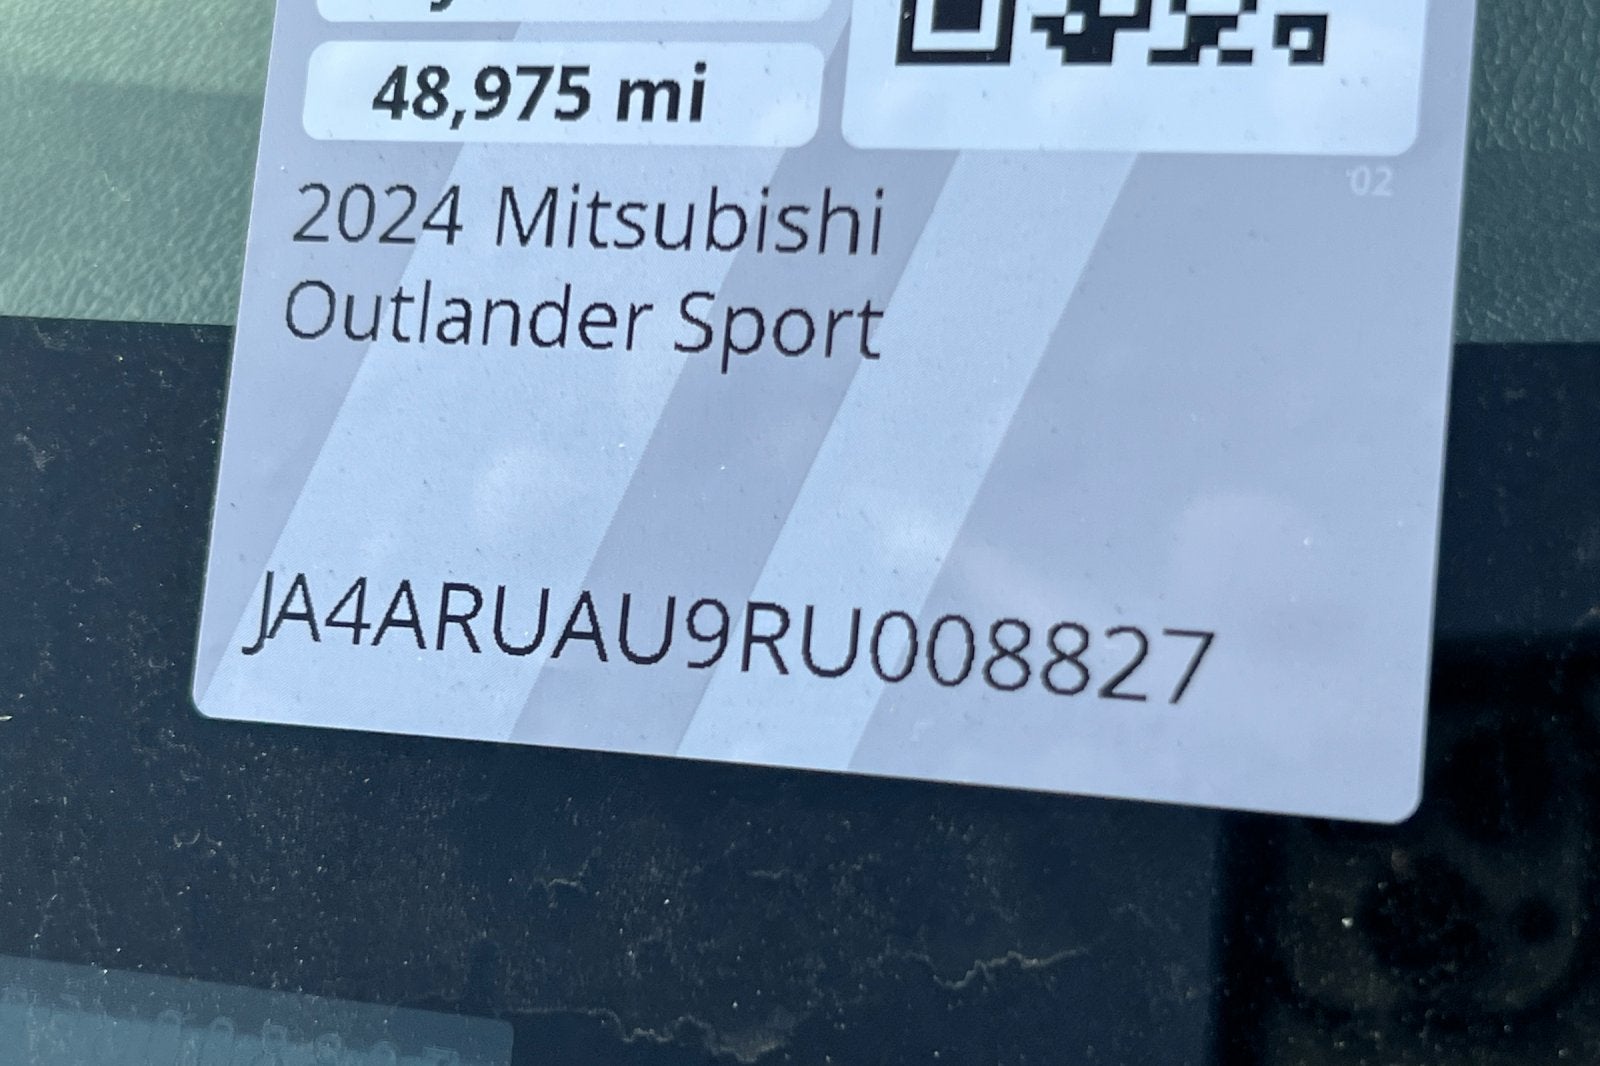 48,975 mi
02
2024 Mitsubishi
Outlander Sport
JA4ARUAU9RU008827